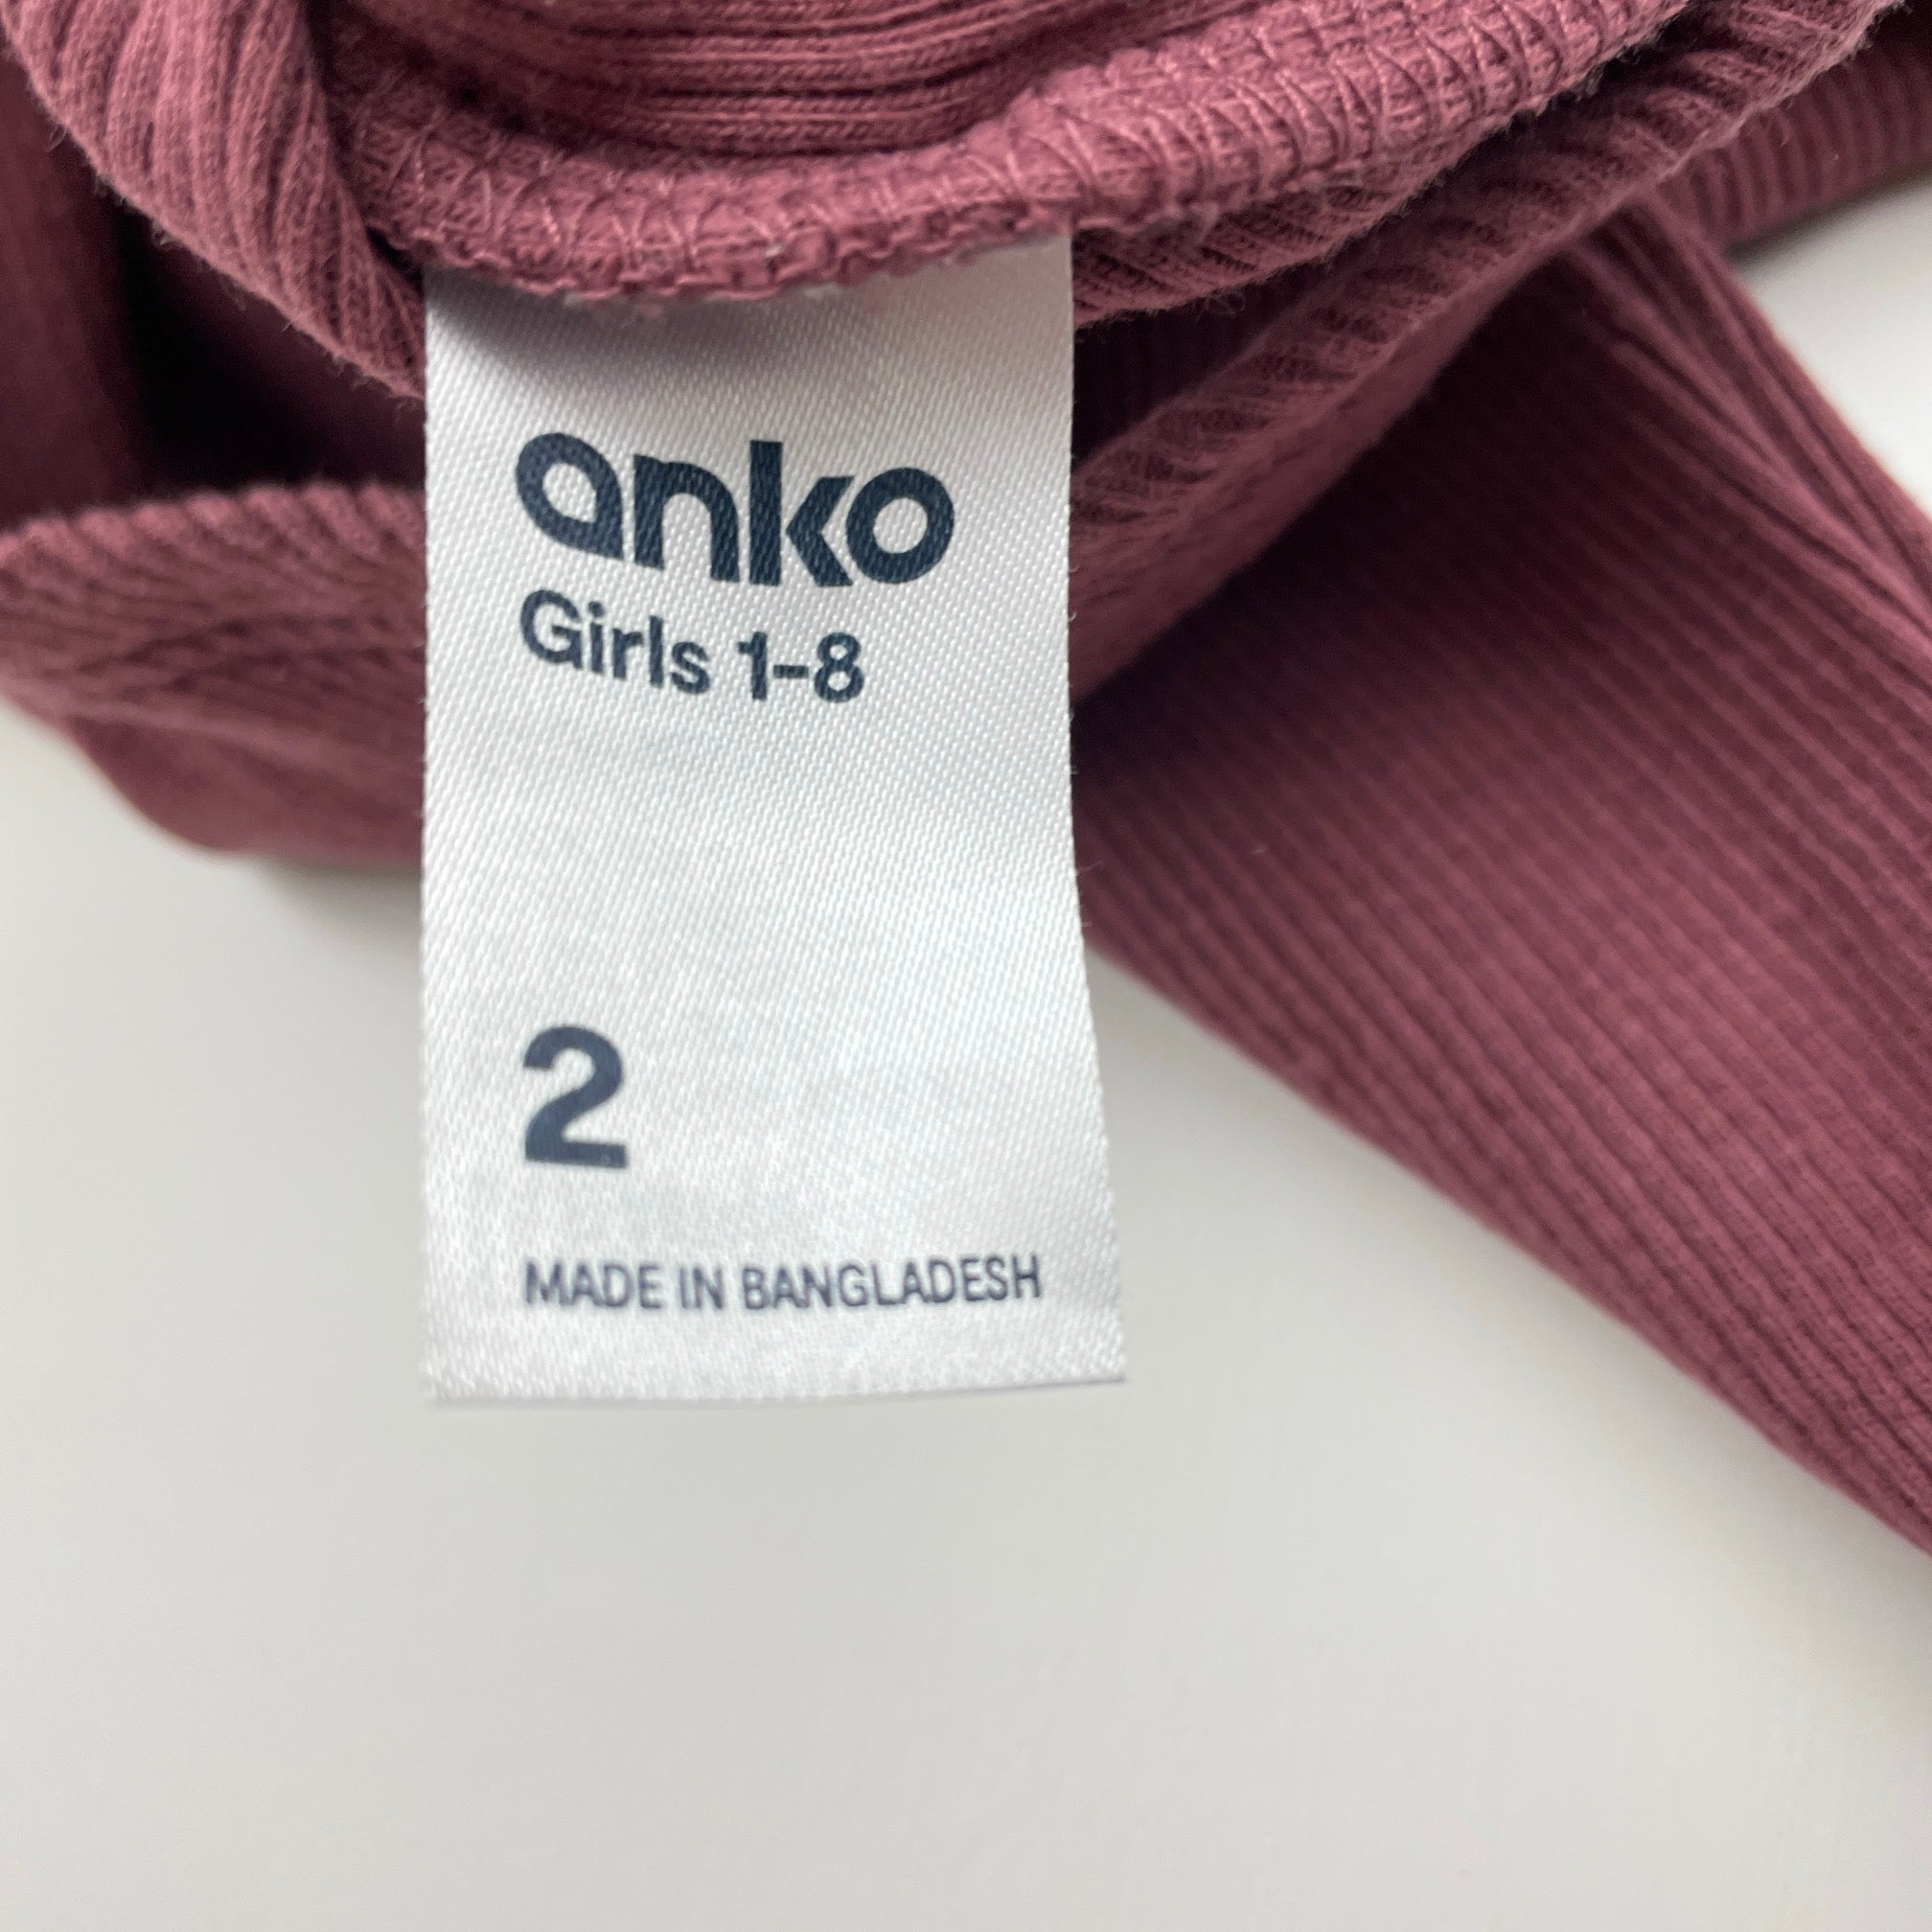 anko
Girls 1-8
2
MADE IN BANGLADESH